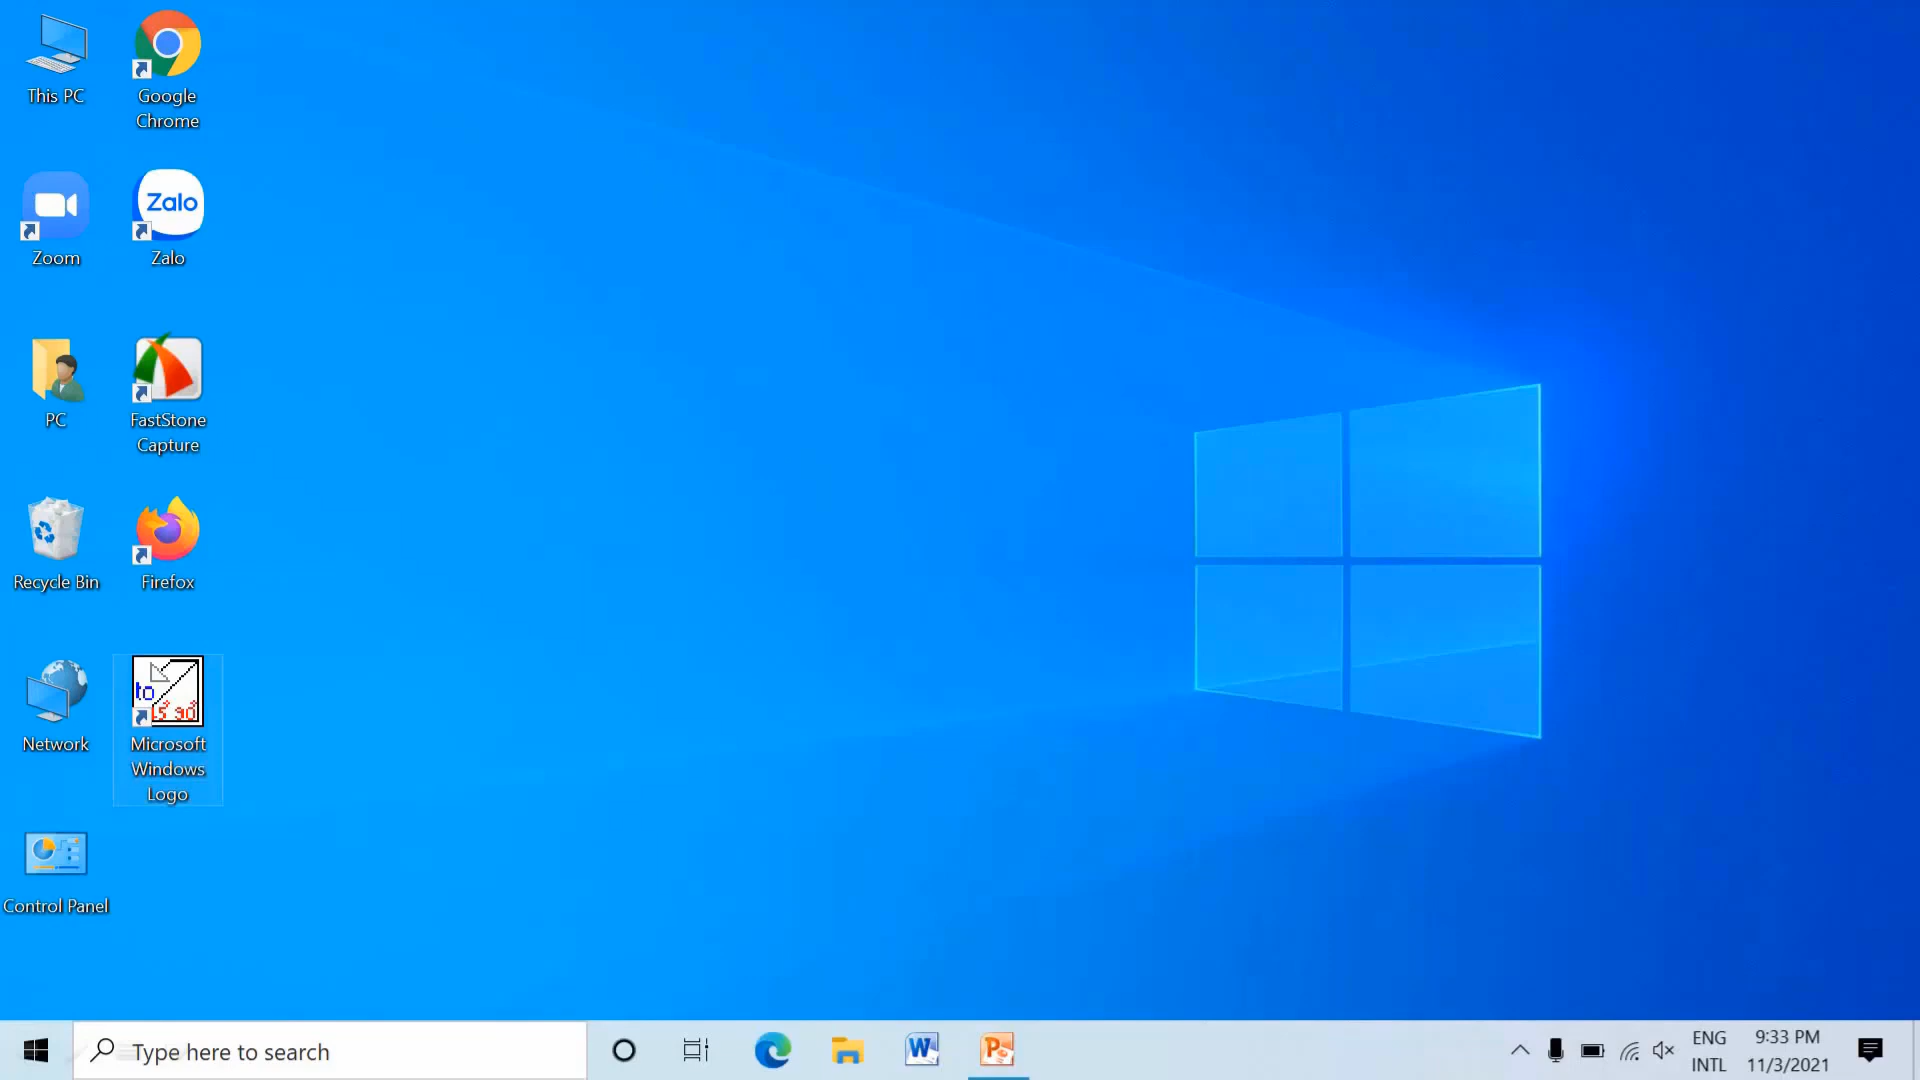 This PC
Google
Chrome
Zalo
Zoom
Zalo
PC
FastStone
Capture
Recycle Bin
Firefox
to
Network
Microsoft
Windows
Logo
Control Panel
Type here to search
W
P
ENG
INTL
9:33 PM
11/3/2021